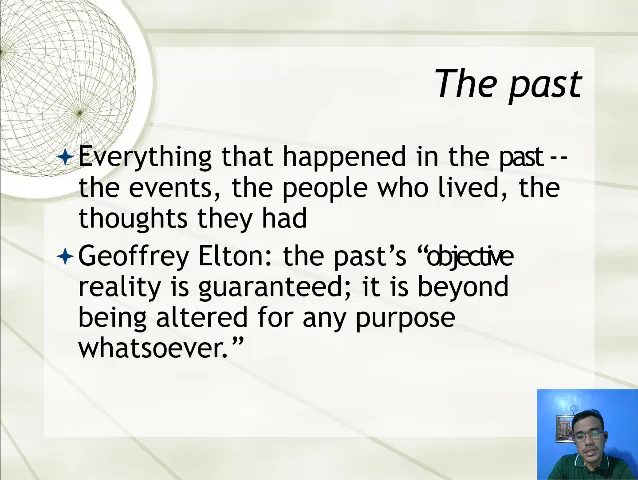 The past
Everything that happened in the past --
the events, the people who lived, the
thoughts they had
Geoffrey Elton: the past’s “objective
reality is guaranteed; it is beyond
being altered for any purpose
whatsoever.”